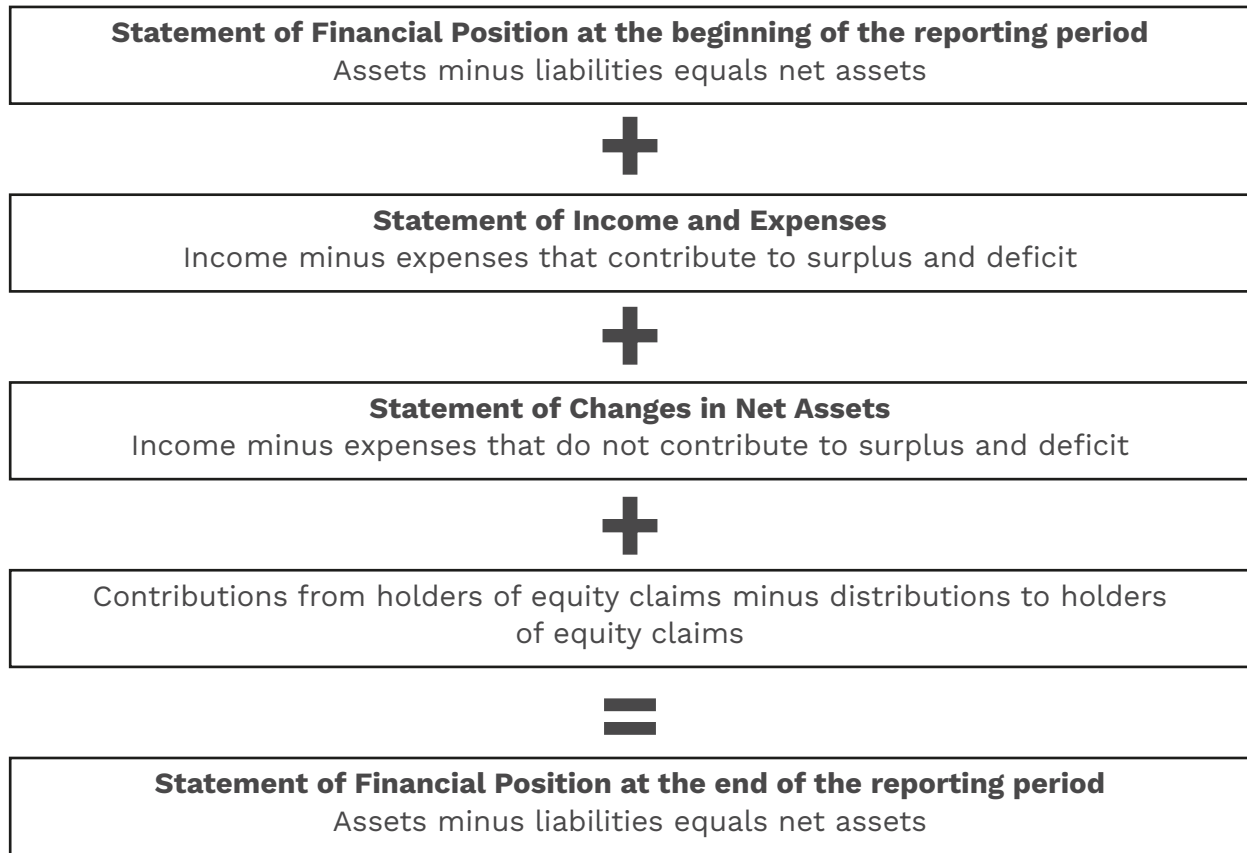 Statement of Financial Position at the beginning of the reporting period
Assets minus liabilities equals net assets
+
Statement of Income and Expenses
Income minus expenses that contribute to surplus and deficit
+
Statement of Changes in Net Assets
Income minus expenses that do not contribute to surplus and deficit
+
Contributions from holders of equity claims minus distributions to holders
of equity claims
=
Statement of Financial Position at the end of the reporting period
Assets minus liabilities equals net assets